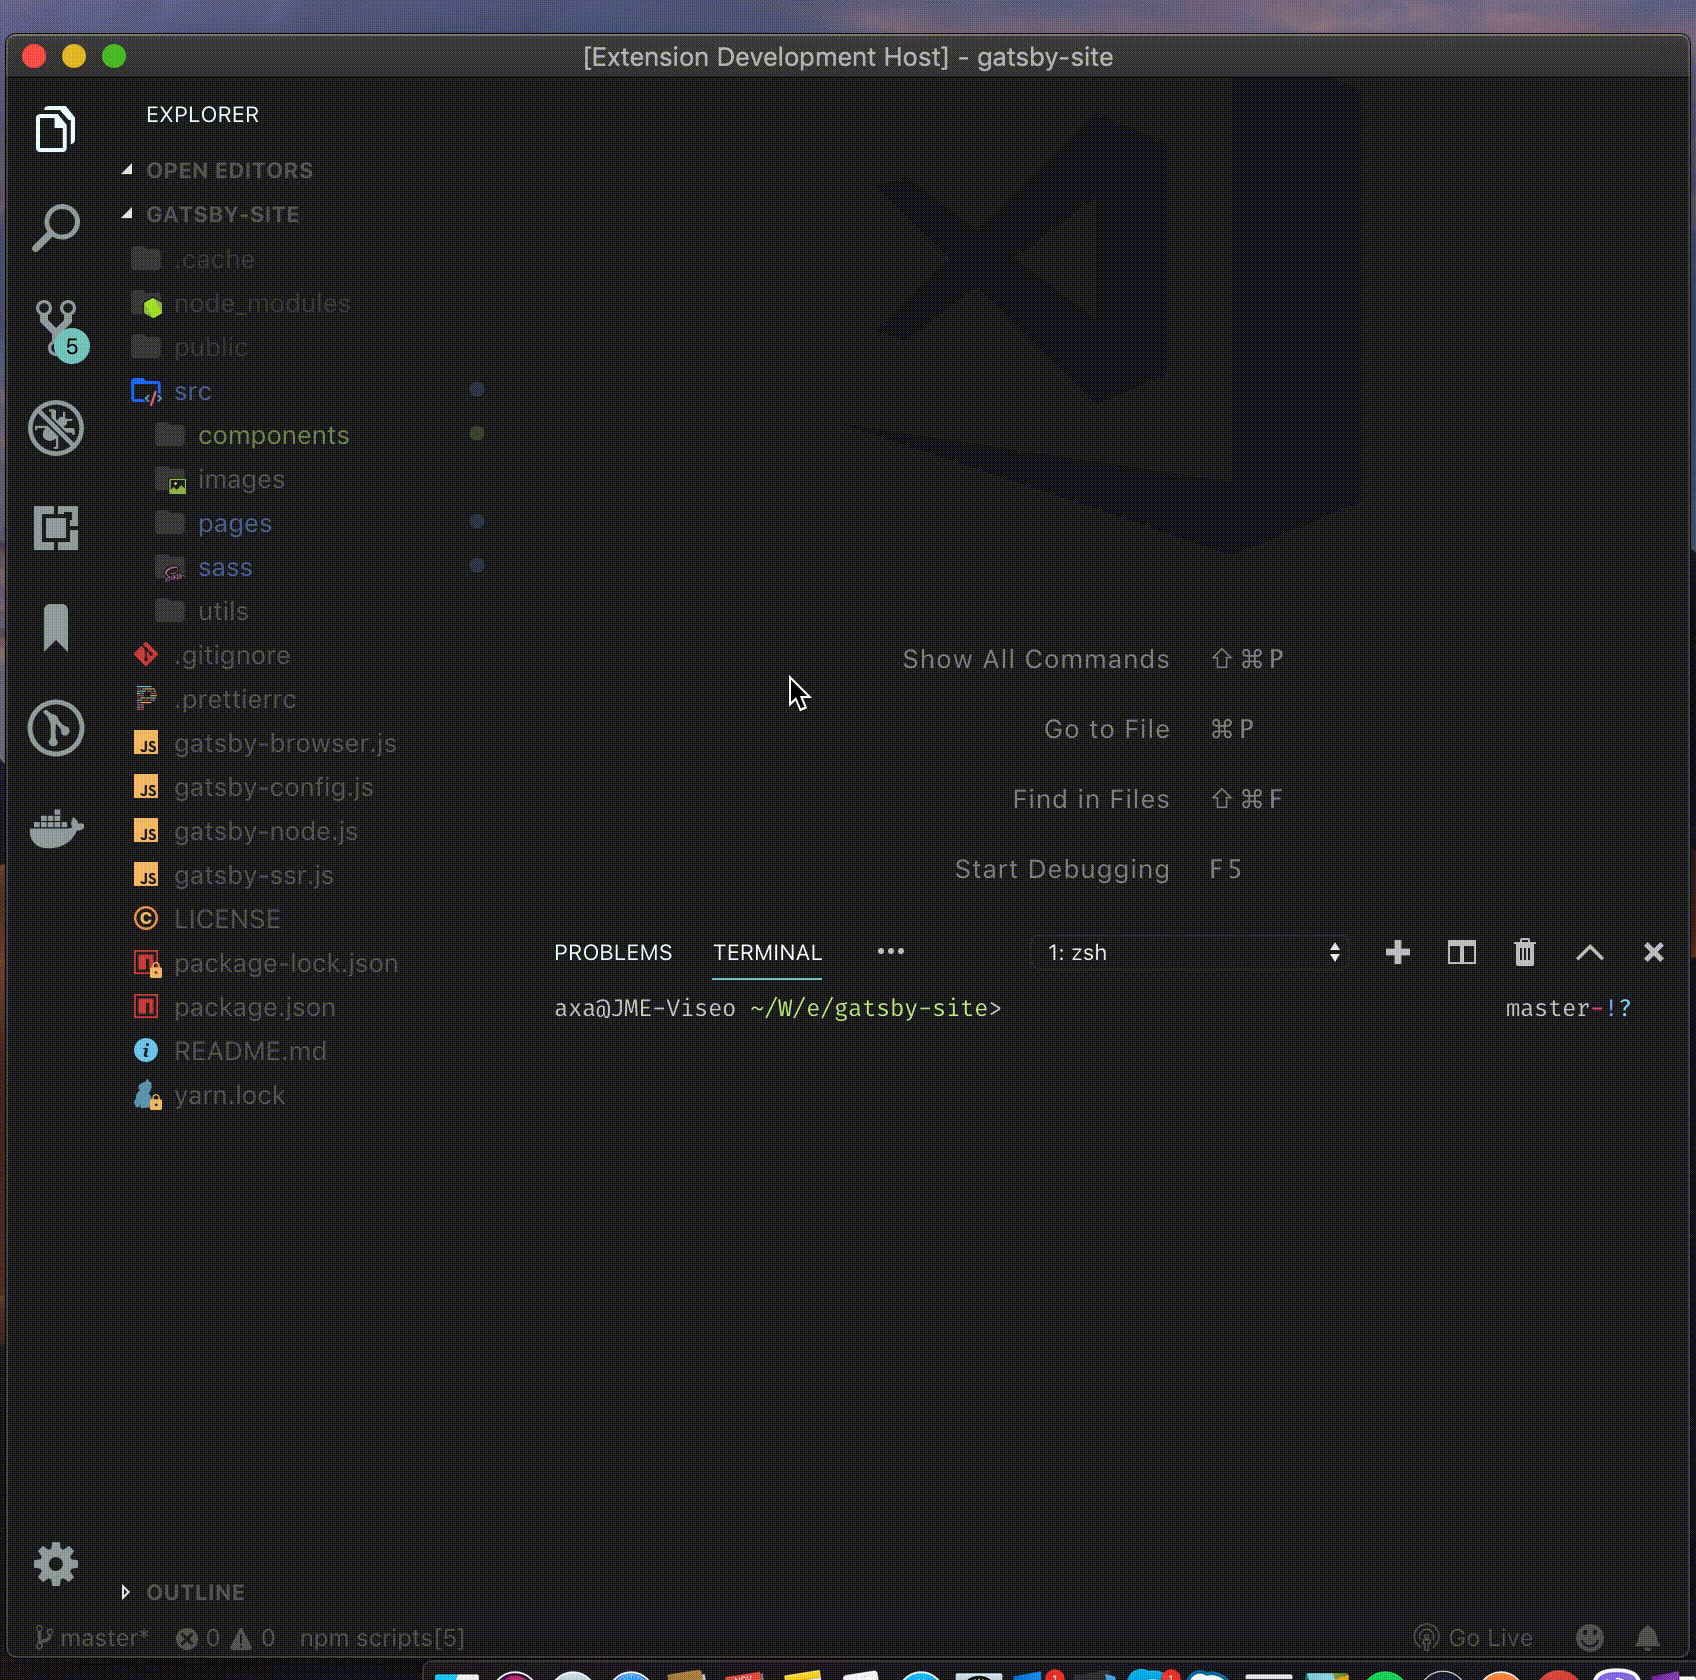 [Extension Development Host] - gatsby-site
EXPLORER
OPEN EDITORS
GATSBY-SITE
.cache
node_modules
public
src
components
images
pages
sass
utils
.gitignore
.prettierrc
gatsby-browser.js
gatsby-config.js
gatsby-node.js
gatsby-ssr.js
LICENSE
package-lock.json
package.json
README.md
yarn.lock
OUTLINE
5
Show All Commands ⇧⌘P
Go to File ⌘P
Find in Files ⇧⌘F
Start Debugging F5
PROBLEMS TERMINAL ••• 1: zsh
axa@JME-Viseo ~/W/e/gatsby-site> master-!?
master* 0 0 npm scripts[5] Go Live
NOV
1 1